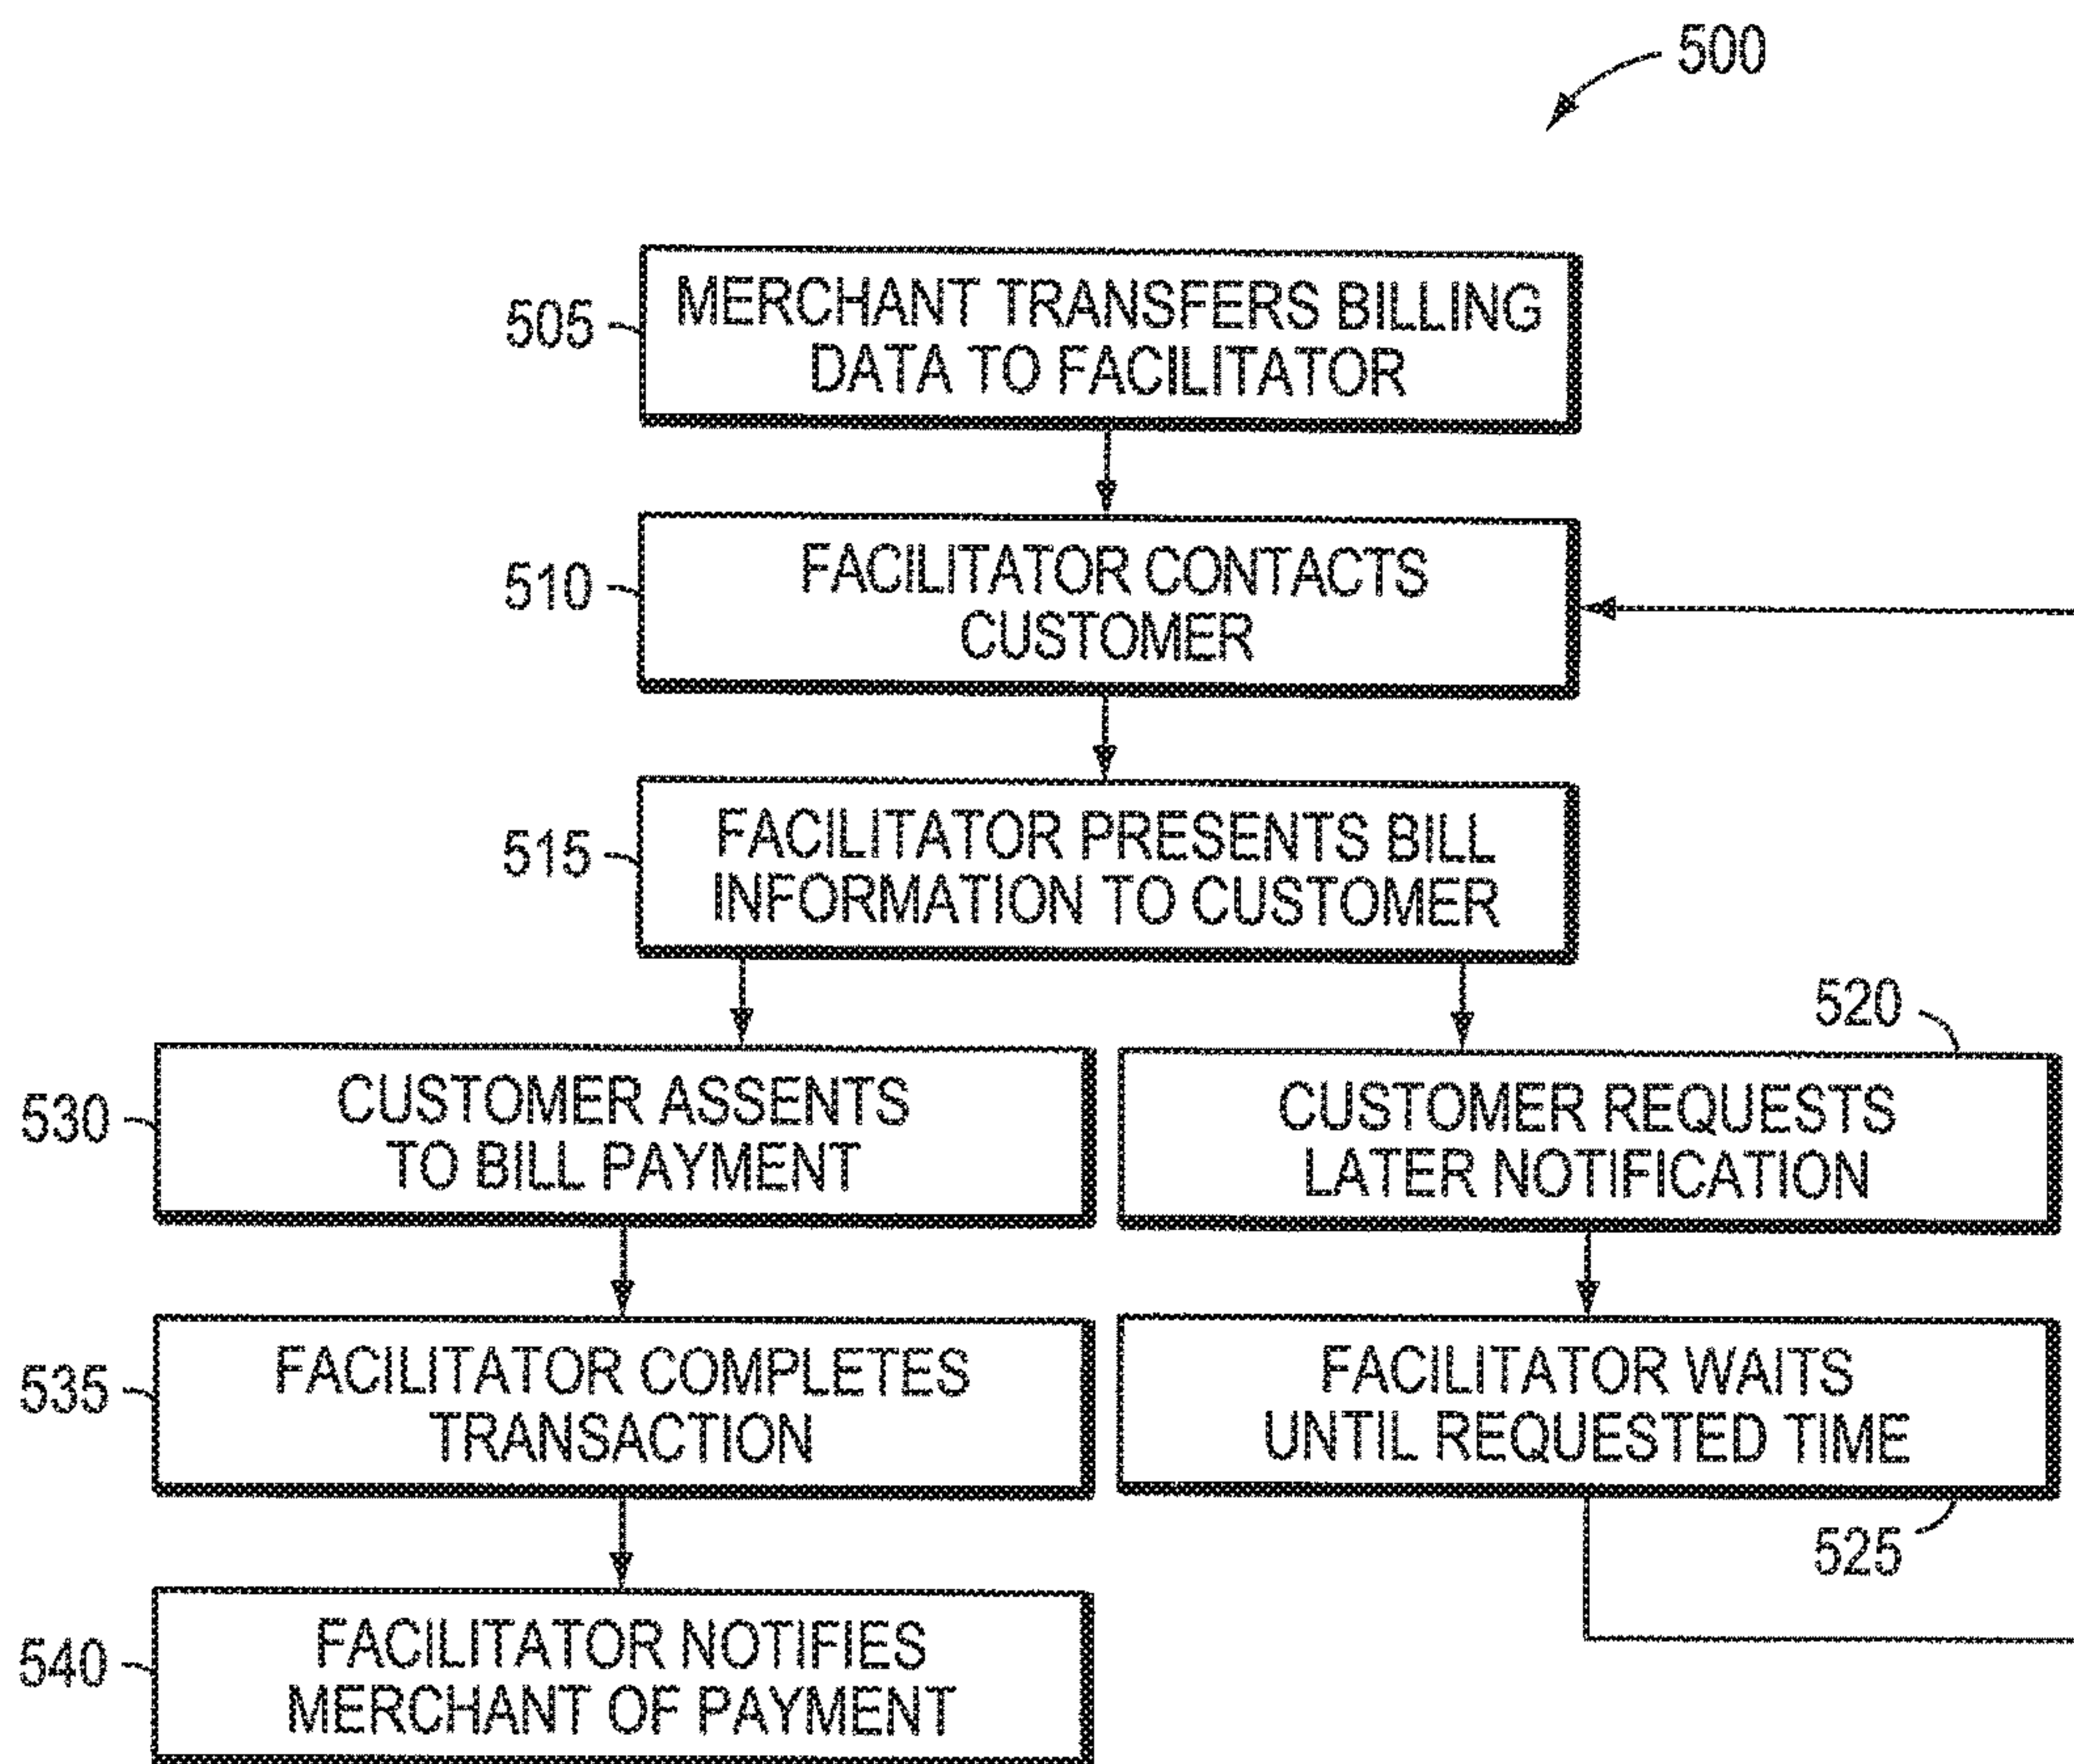 500
505
MERCHANT TRANSFERS BILLING
DATA TO FACILITATOR
510
FACILITATOR CONTACTS
CUSTOMER
515
FACILITATOR PRESENTS BILL
INFORMATION TO CUSTOMER
530
CUSTOMER ASSENTS
TO BILL PAYMENT
520
CUSTOMER REQUESTS
LATER NOTIFICATION
535
FACILITATOR COMPLETES
TRANSACTION
FACILITATOR WAITS
UNTIL REQUESTED TIME
525
540
FACILITATOR NOTIFIES
MERCHANT OF PAYMENT